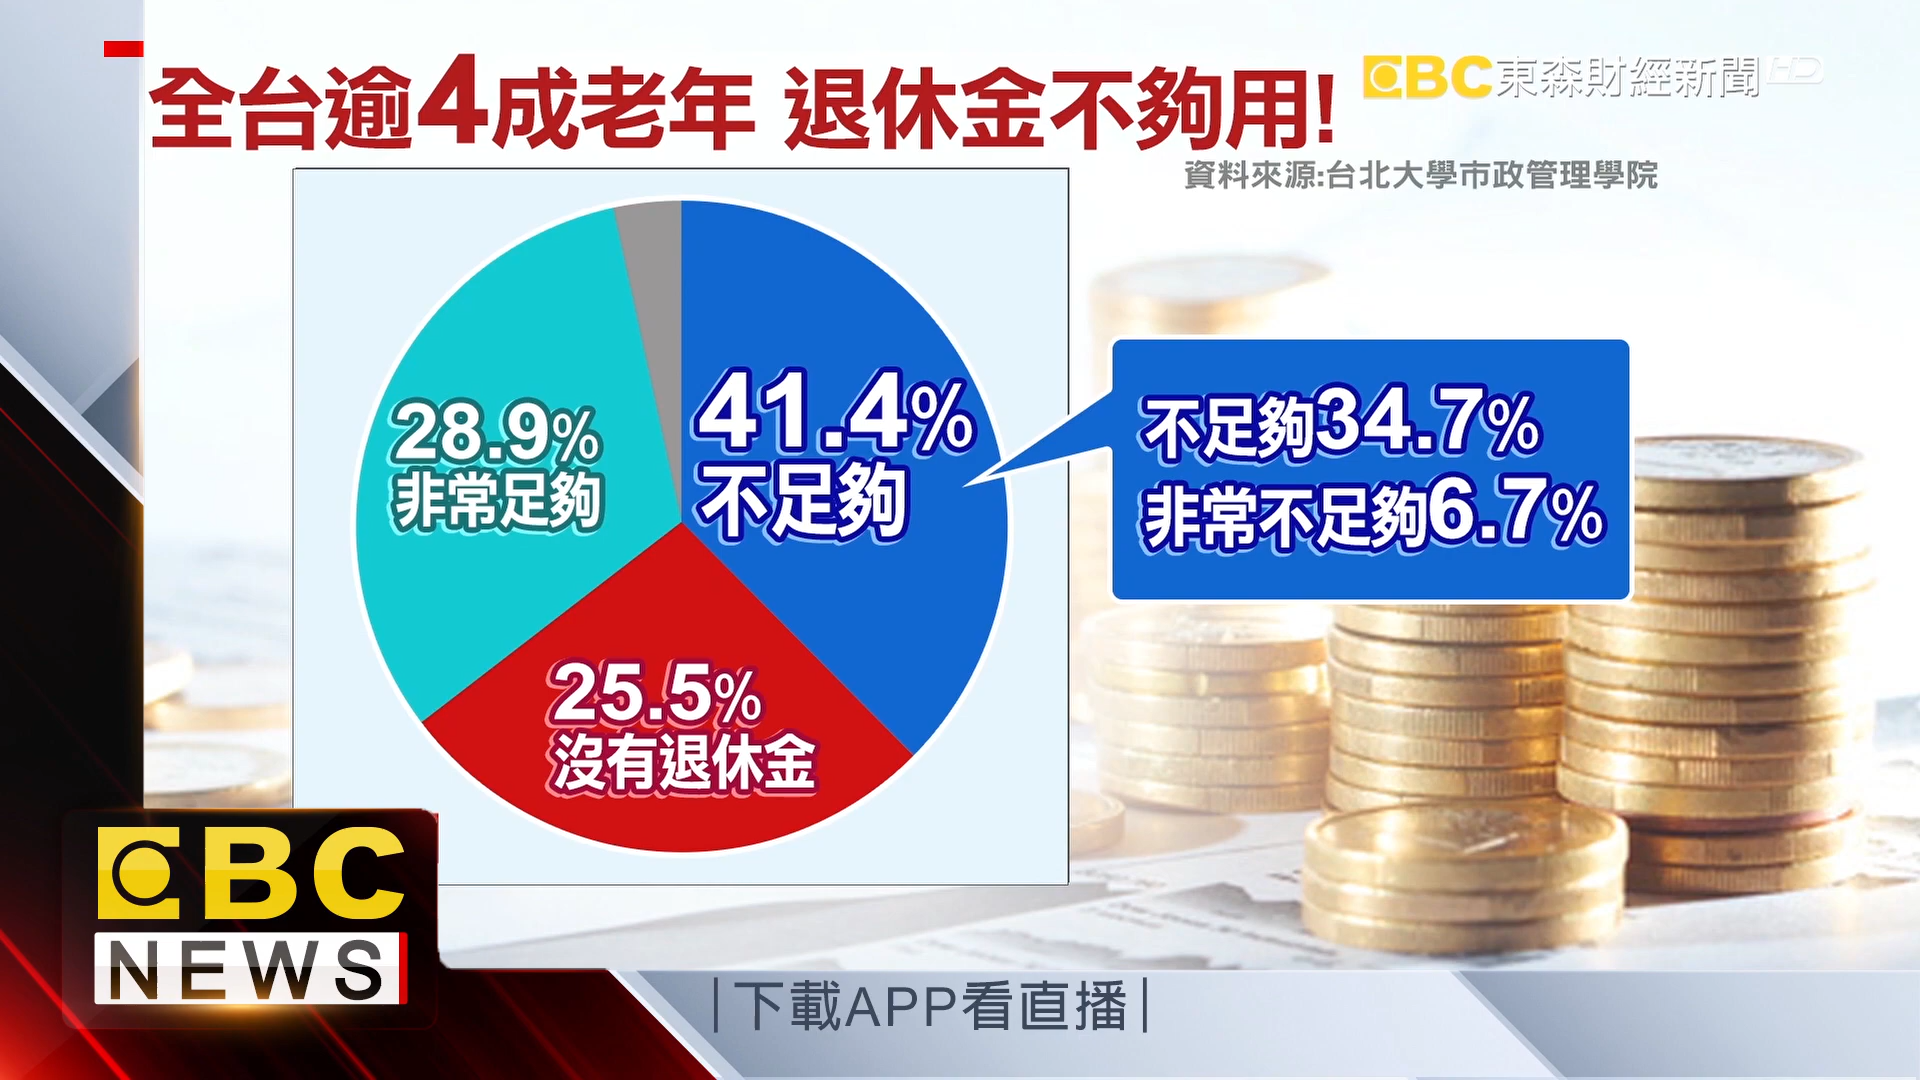 全台逾4成老年 退休金不夠用!
EBC東森財經新聞HD
資料來源:台北大學市政管理學院
41.4%
不足夠
28.9%
非常足夠
25.5%
沒有退休金
不足夠34.7%
非常不足夠6.7%
EBC
NEWS
|下載APP看直播|